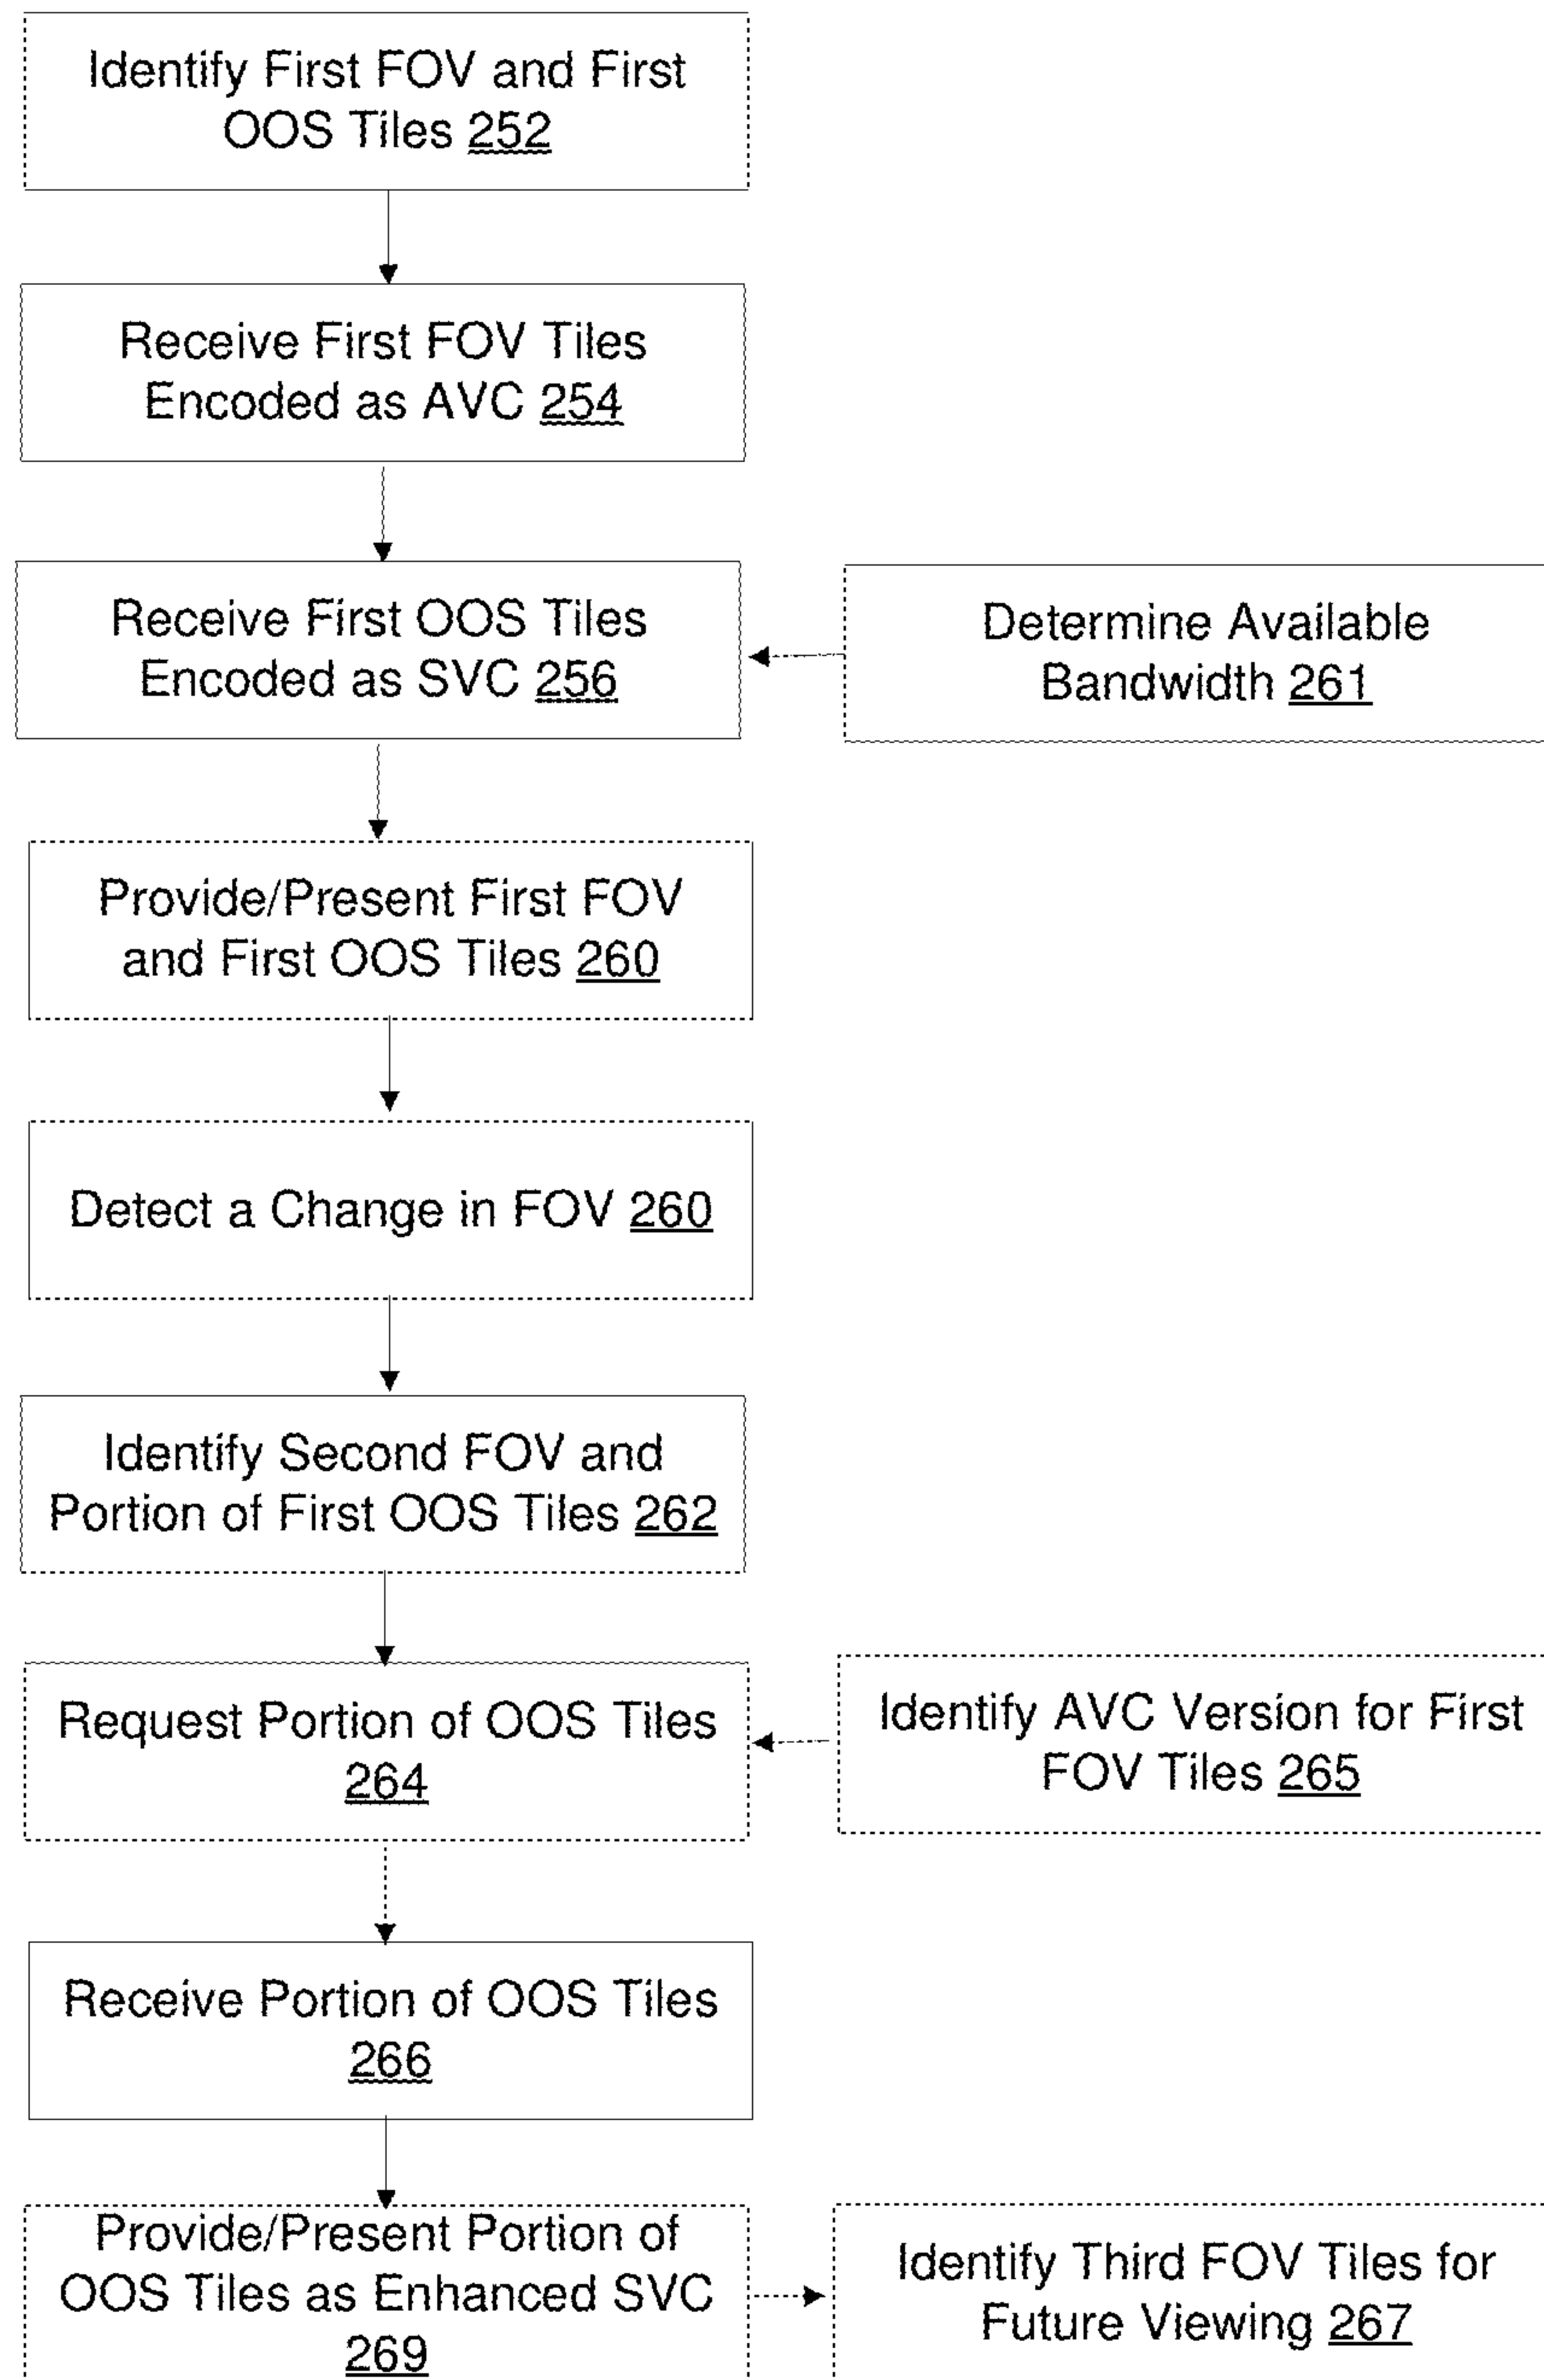 Identify First FOV and First
OOS Tiles 252
Receive First FOV Tiles
Encoded as AVC 254
Receive First OOS Tiles
Encoded as SVC 256
Determine Available
Bandwidth 261
Provide/Present First FOV
and First OOS Tiles 260
Detect a Change in FOV 260
Identify Second FOV and
Portion of First OOS Tiles 262
Request Portion of OOS Tiles
264
Identify AVC Version for First
FOV Tiles 265
Receive Portion of OOS Tiles
266
Provide/Present Portion of
OOS Tiles as Enhanced SVC
269
Identify Third FOV Tiles for
Future Viewing 267